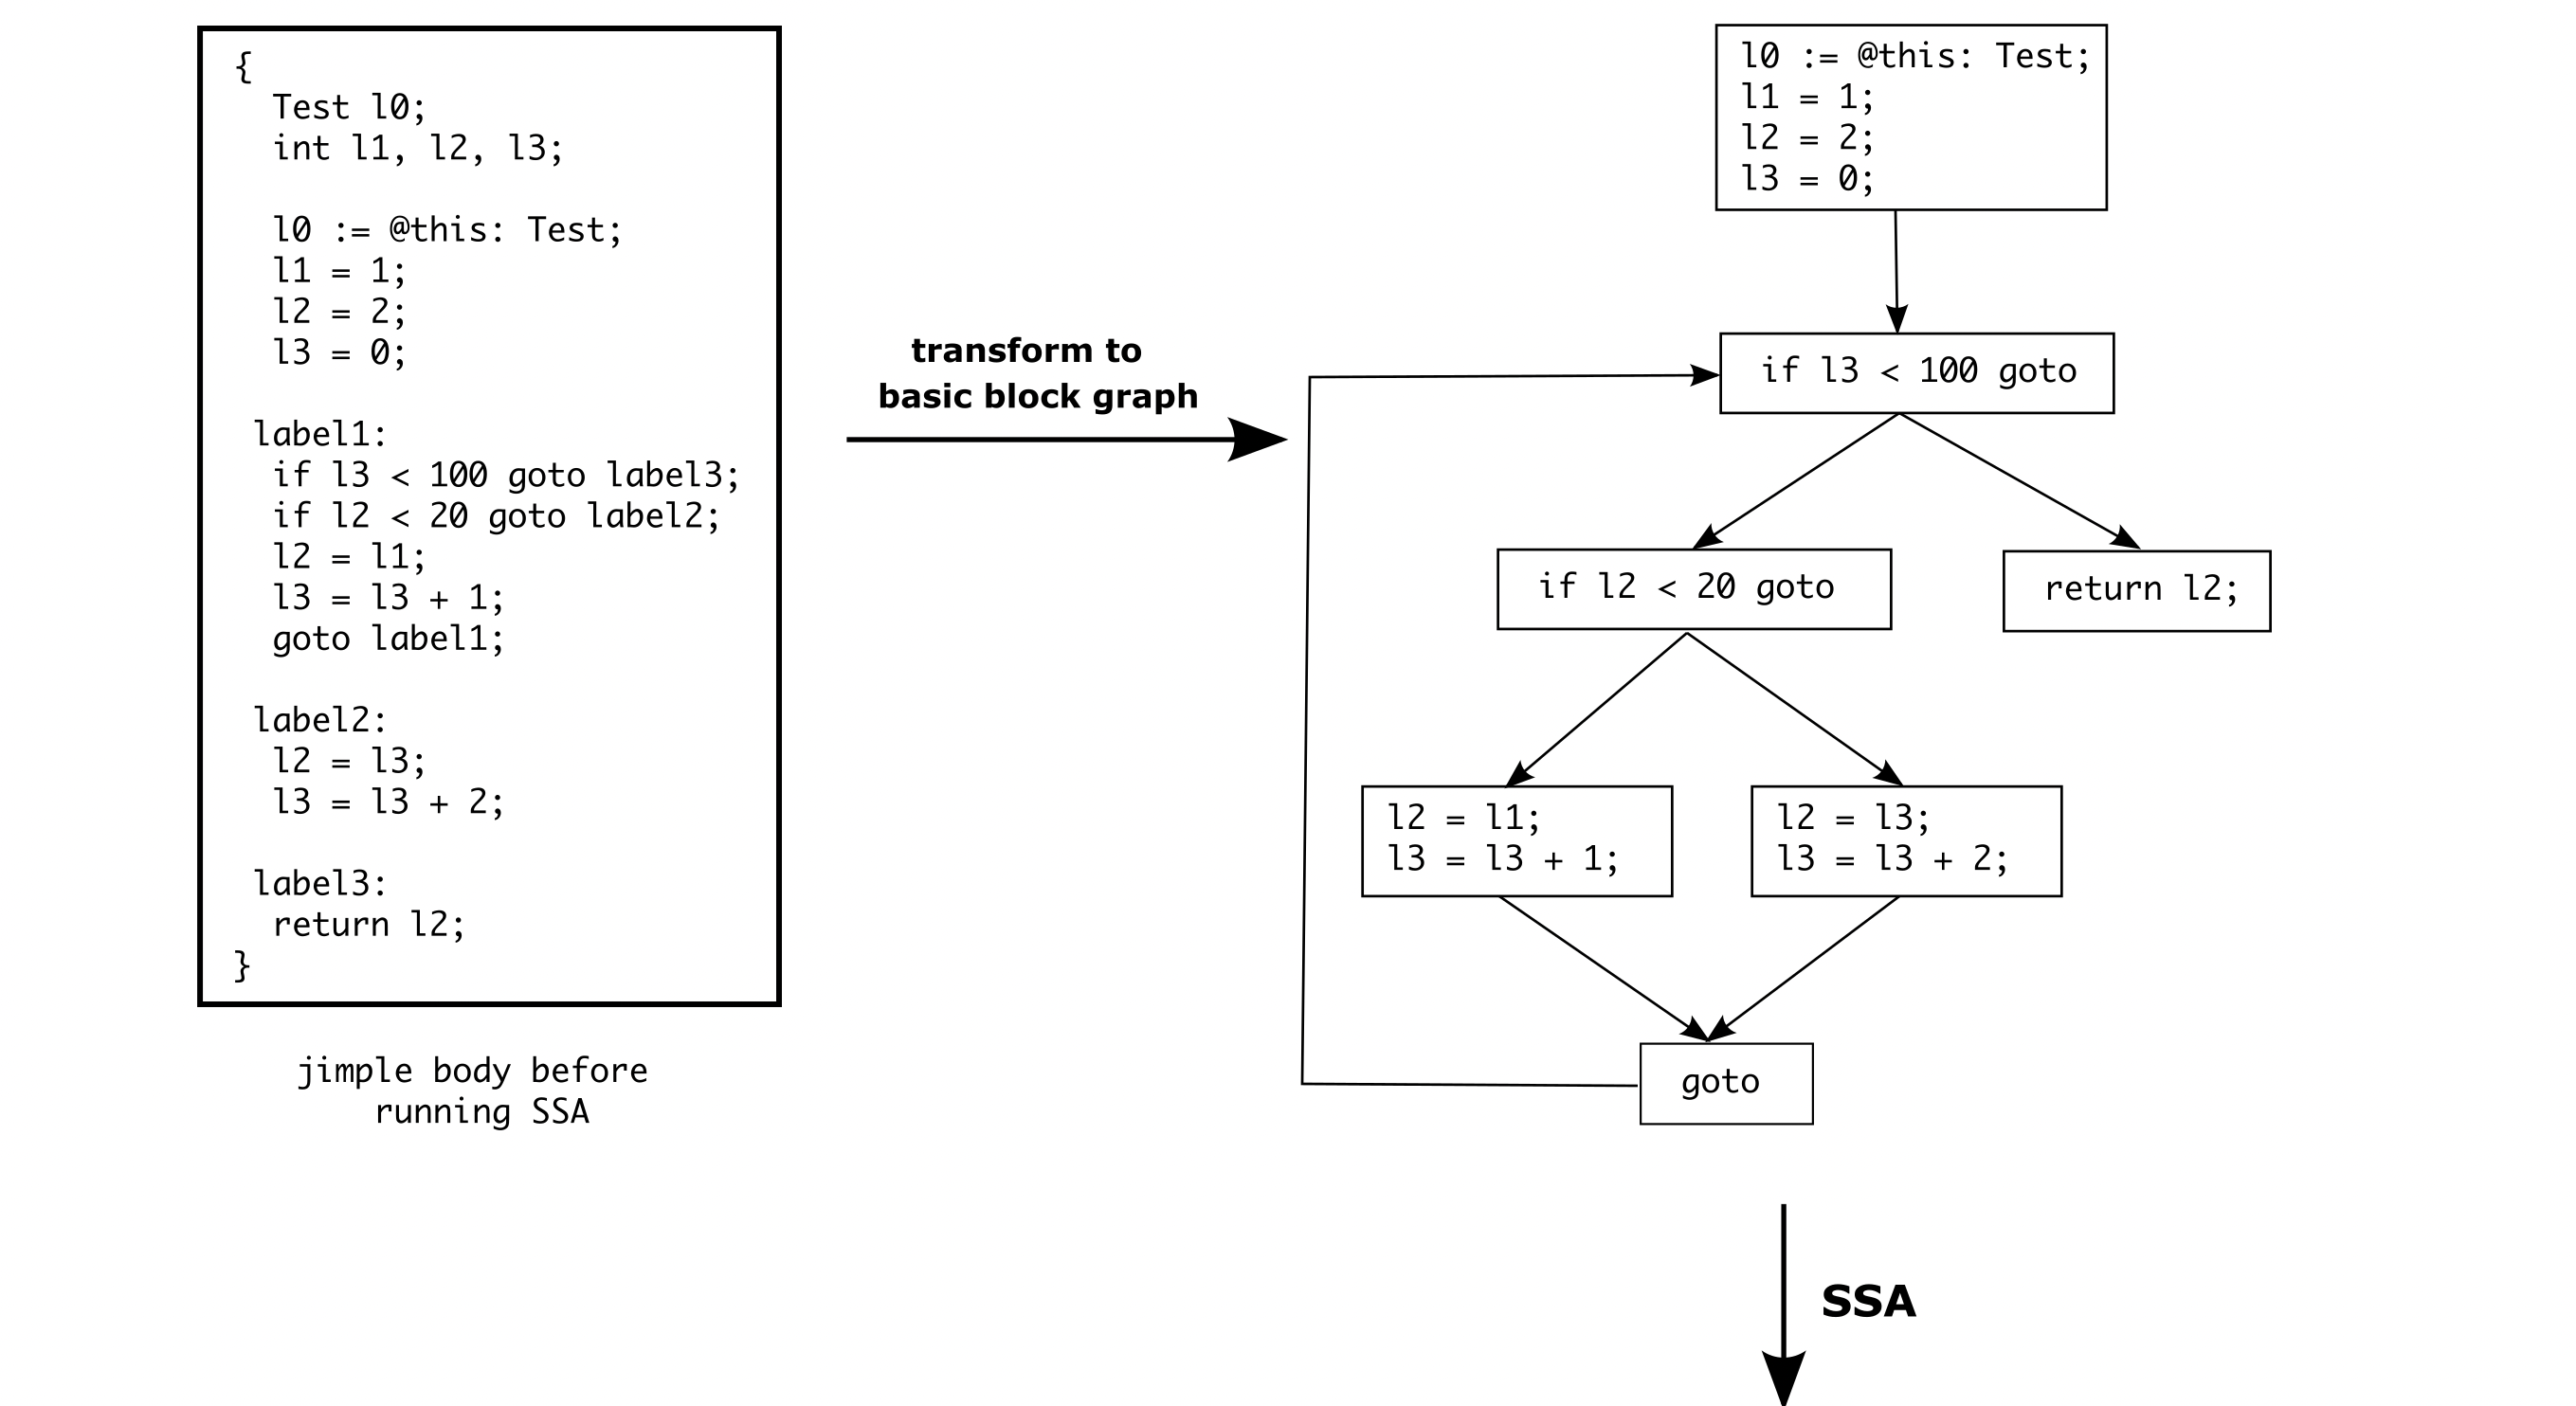 {
Test l0;
int l1, l2, l3;
l0 := @this: Test;
l1 = 1;
l2 = 2;
l3 = 0;
label1:
if l3 < 100 goto label3;
if l2 < 20 goto label2;
l2 = l1;
l3 = l3 + 1;
goto label1;
label2:
l2 = l3;
l3 = l3 + 2;
label3:
return l2;
}
jimple body before
running SSA
transform to
basic block graph
l0 := @this: Test;
l1 = 1;
l2 = 2;
l3 = 0;
if l3 < 100 goto
if l2 < 20 goto
return l2;
l2 = l1;
l3 = l3 + 1;
l2 = l3;
l3 = l3 + 2;
goto
SSA